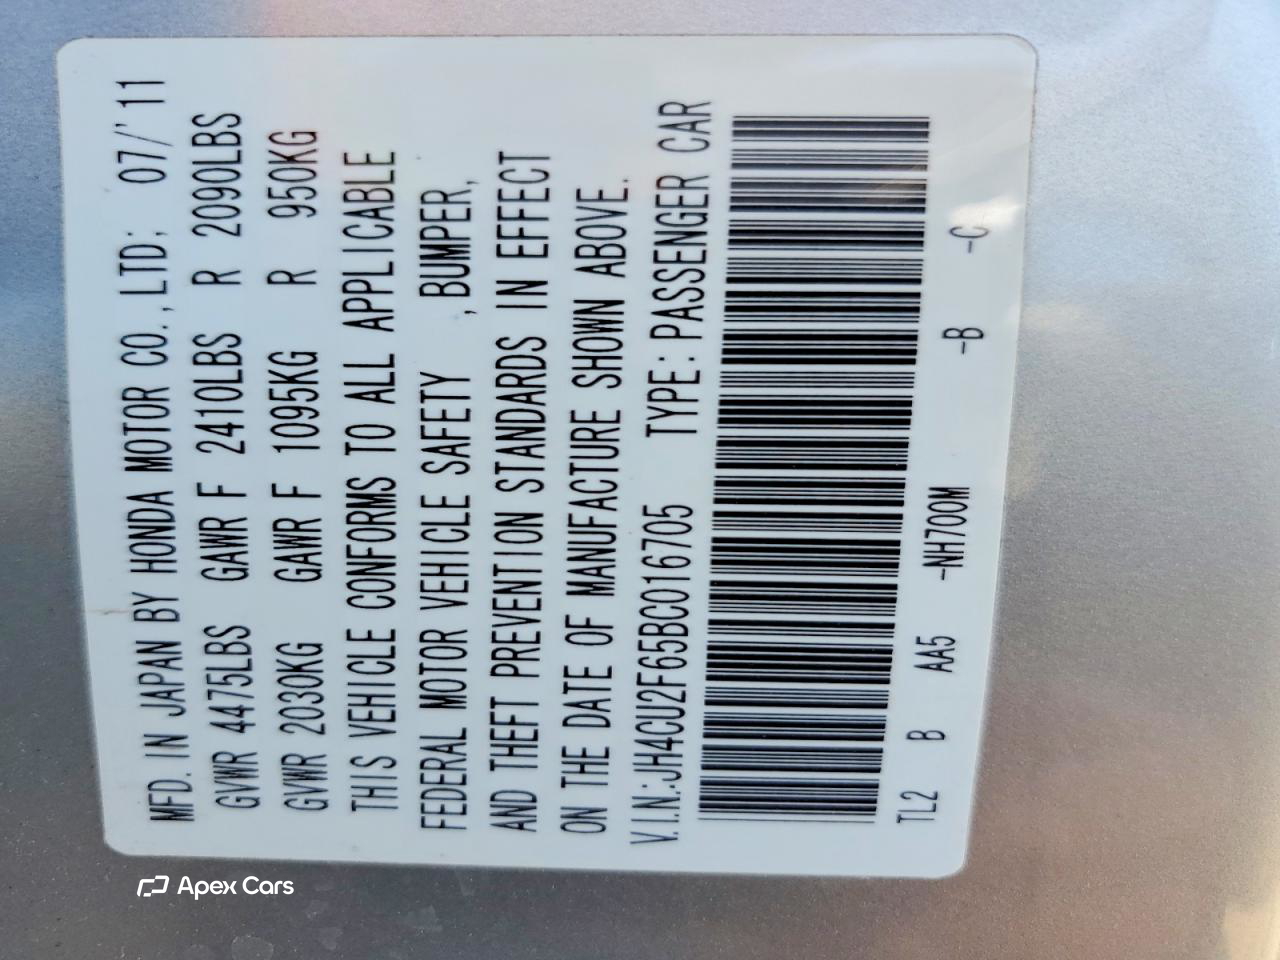 MFD. IN JAPAN BY HONDA MOTOR CO., LTD; 07/'11
GVWR 4475LBS GAWR F 2410LBS R 2090LBS
GVWR 2030KG GAWR F 1095KG R 950KG
THIS VEHICLE CONFORMS TO ALL APPLICABLE
FEDERAL MOTOR VEHICLE SAFETY , BUMPER,
AND THEFT PREVENTION STANDARDS IN EFFECT
ON THE DATE OF MANUFACTURE SHOWN ABOVE.
V.I.N.:JH4CU2F65BC016705 TYPE:PASSENGER CAR
TL2 B AA5 -NH700M -B -C
Apex Cars